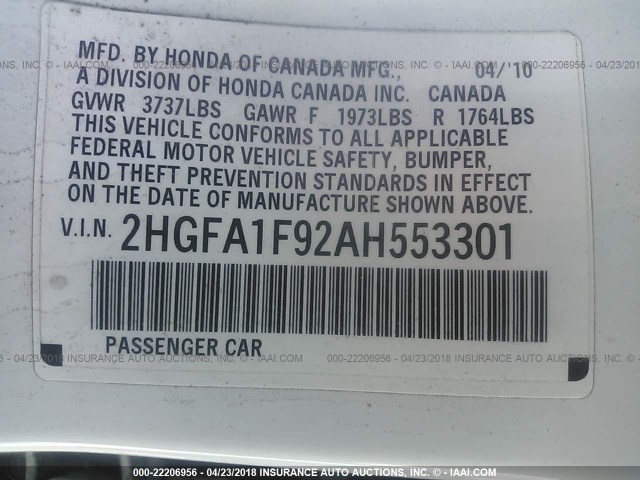 MFD. BY HONDA OF CANADA MFG., 04/'10
A DIVISION OF HONDA CANADA INC. CANADA
GVWR 3737LBS GAWR F 1973LBS R 1764LBS
THIS VEHICLE CONFORMS TO ALL APPLICABLE
FEDERAL MOTOR VEHICLE SAFETY, BUMPER,
AND THEFT PREVENTION STANDARDS IN EFFECT
ON THE DATE OF MANUFACTURE SHOWN ABOVE.
V.I.N. 2HGFA1F92AH553301
PASSENGER CAR
000-22206956 - 04/23/2018 INSURANCE AUTO AUCTIONS, INC. - © IAAI.COM